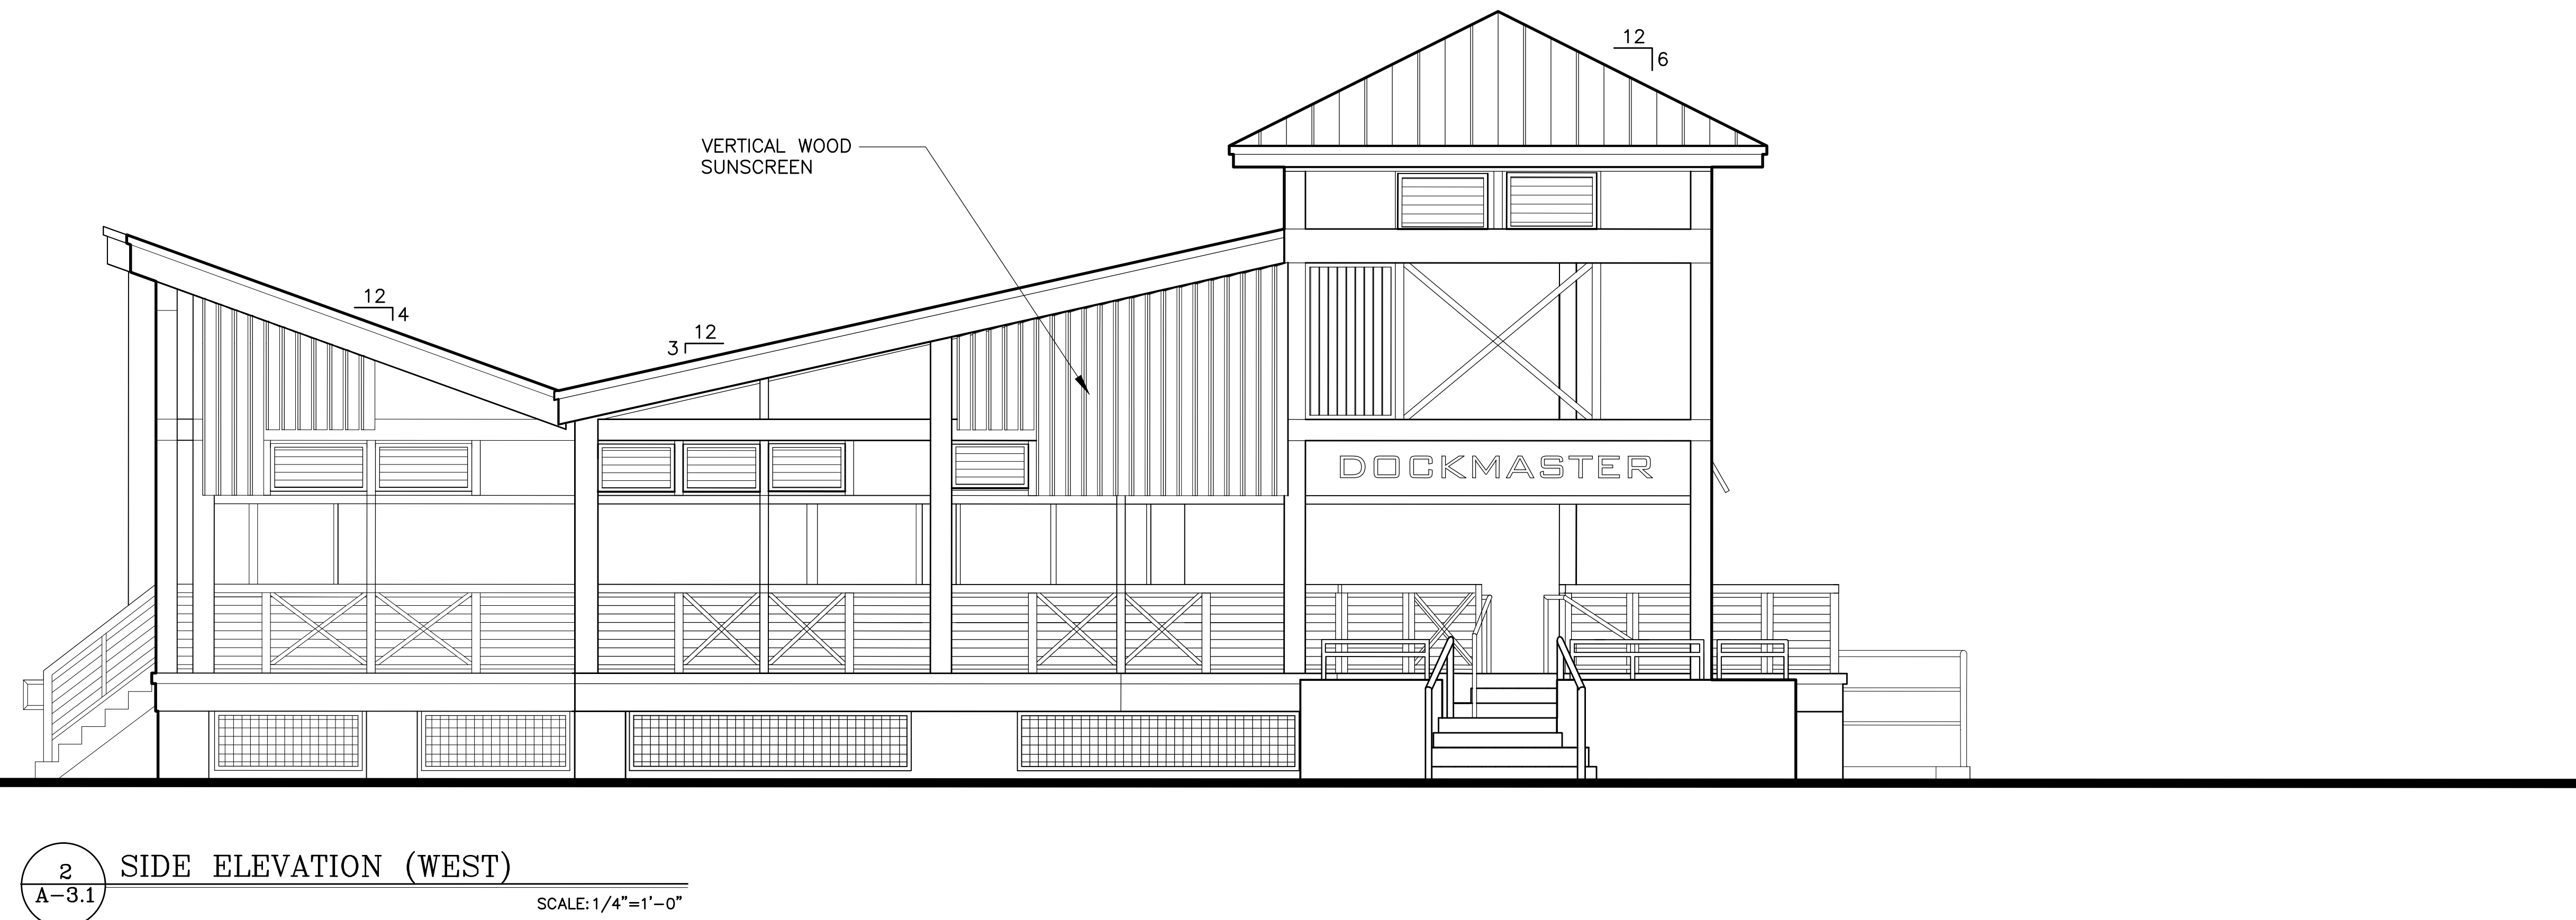 12
6
VERTICAL WOOD
SUNSCREEN
12
4
12
3
DOCKMASTER
2
A-3.1
SIDE ELEVATION (WEST)
SCALE:1/4"=1'-0"